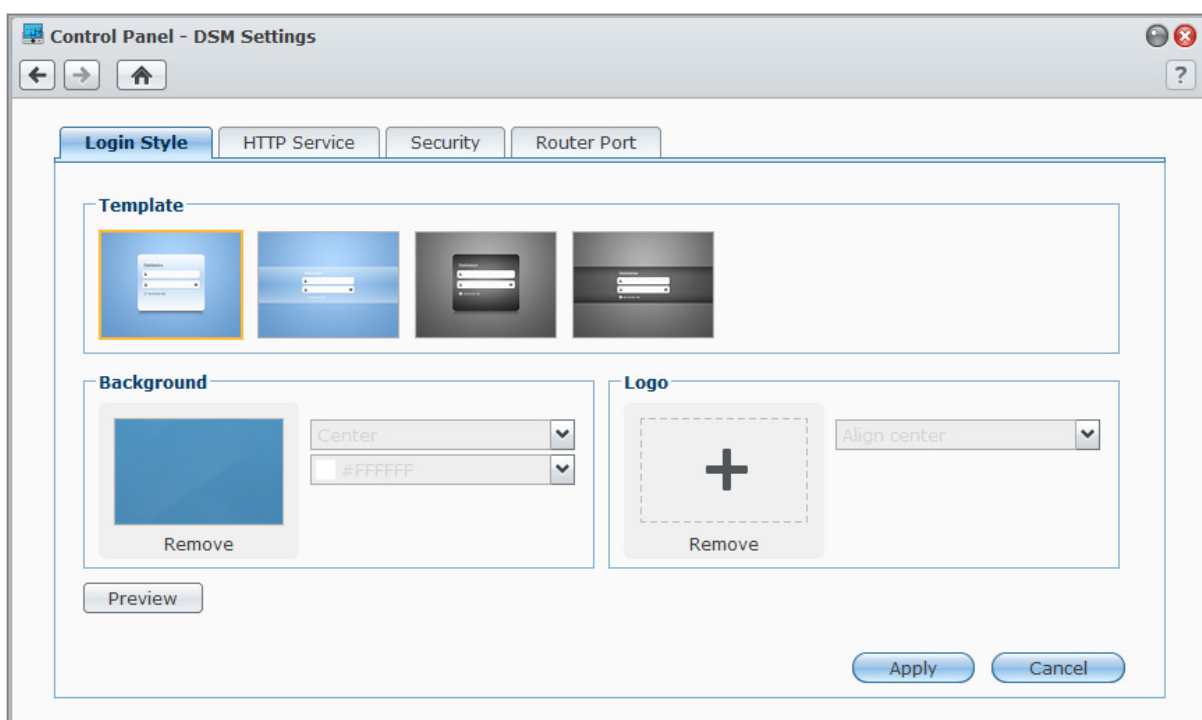 Control Panel - DSM Settings
?
Login Style HTTP Service Security Router Port
Template
Background
Center
#FFFFFF
Remove
Logo
Align center
Remove
Preview
Apply Cancel